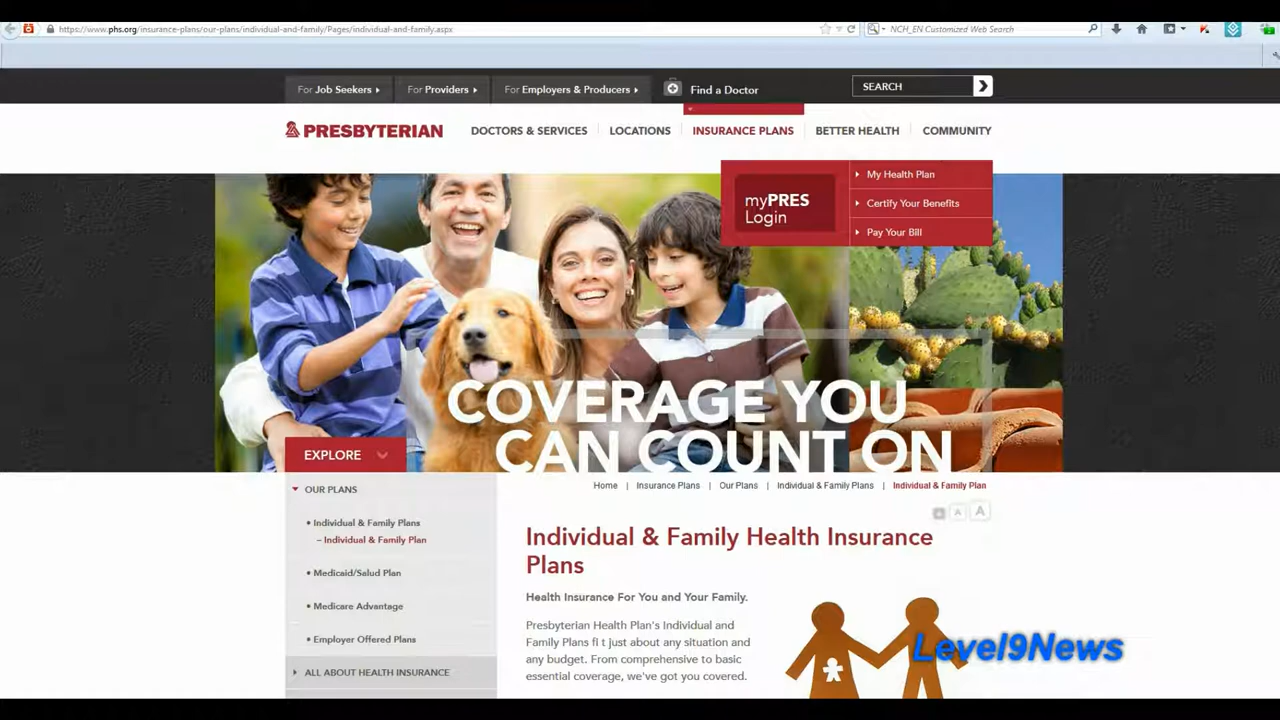 https://www.phs.org/insurance-plans/our-plans/individual-and-family/Pages/individual-and-family.aspx
NCH_EN Customized Web Search
For Job Seekers
For Providers
For Employers & Producers
Find a Doctor
SEARCH
PRESBYTERIAN
DOCTORS & SERVICES
LOCATIONS
INSURANCE PLANS
BETTER HEALTH
COMMUNITY
myPRES
Login
My Health Plan
Certify Your Benefits
Pay Your Bill
COVERAGE YOU
CAN COUNT ON
EXPLORE
Home | Insurance Plans | Our Plans | Individual & Family Plans | Individual & Family Plan
A A
OUR PLANS
• Individual & Family Plans
– Individual & Family Plan
• Medicaid/Salud Plan
• Medicare Advantage
• Employer Offered Plans
ALL ABOUT HEALTH INSURANCE
Individual & Family Health Insurance
Plans
Health Insurance For You and Your Family.
Presbyterian Health Plan's Individual and
Family Plans fi t just about any situation and
any budget. From comprehensive to basic
essential coverage, we've got you covered.
Level9News